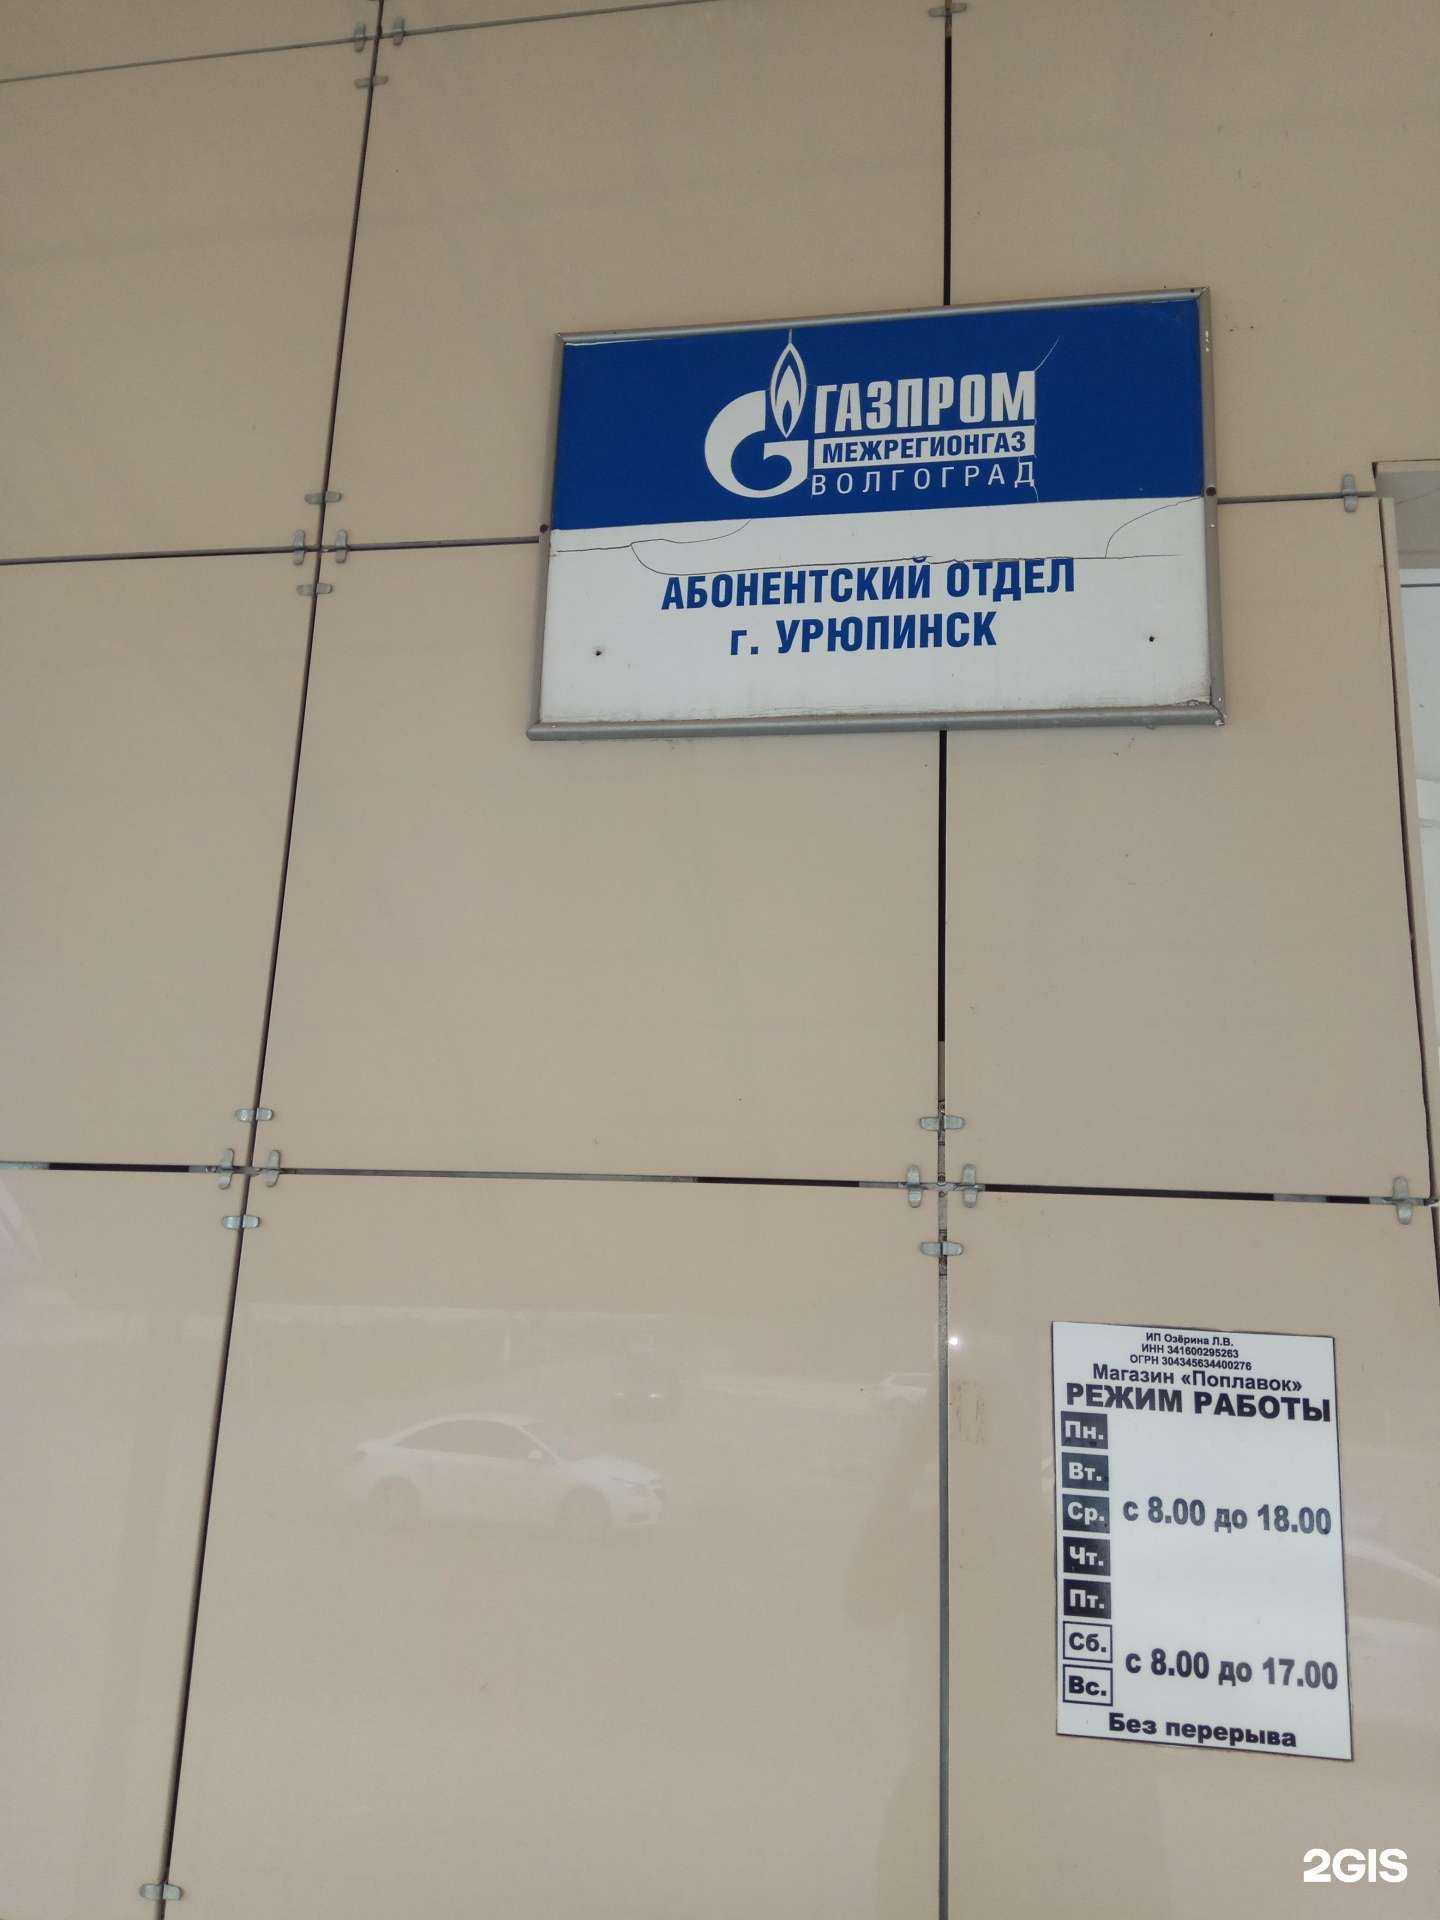 ГАЗПРОМ
МЕЖРЕГИОНГАЗ
ВОЛГОГРАД
АБОНЕНТСКИЙ ОТДЕЛ
г. УРЮПИНСК
ИП Озёрина Л.В.
ИНН 341600295263
ОГРН 304345634400276
Магазин «Поплавок»
РЕЖИМ РАБОТЫ
Пн.
Вт.
Ср. с 8.00 до 18.00
Чт.
Пт.
Сб.
с 8.00 до 17.00
Вс.
Без перерыва
2GIS